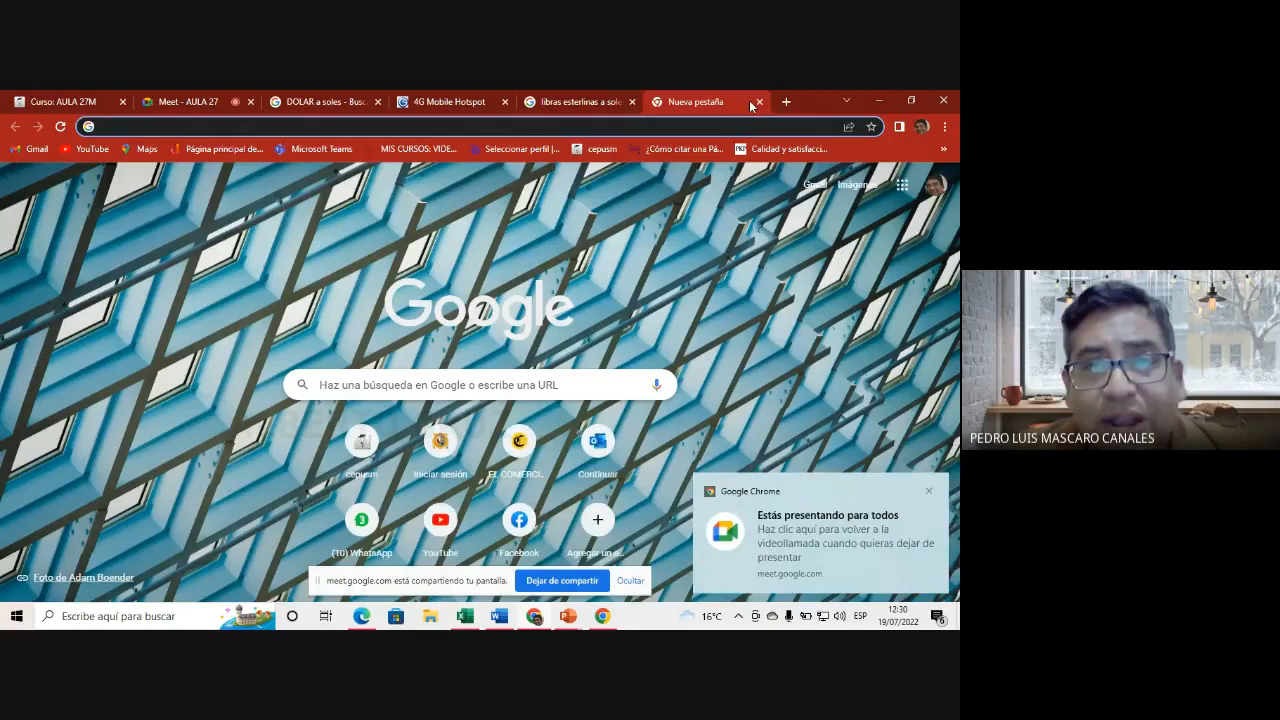 Curso: AULA 27M
Meet - AULA 27
DOLAR a soles - Bus
4G Mobile Hotspot
libras esterlinas a sole
Nueva pestaña
Gmail
YouTube
Maps
Página principal de...
Microsoft Teams
MIS CURSOS: VIDE...
Seleccionar perfil |...
cepusm
¿Cómo citar una Pá...
Calidad y satisfacci...
»
Gmail
Imágenes
Google
Haz una búsqueda en Google o escribe una URL
cepusm
Iniciar sesión
EL COMERCI...
Continuar
(10) WhatsApp
YouTube
Facebook
Agregar un a...
Google Chrome
Estás presentando para todos
Haz clic aquí para volver a la
videollamada cuando quieras dejar de
presentar
meet.google.com
Foto de Adam Boender
meet.google.com está compartiendo tu pantalla.
Dejar de compartir
Ocultar
Escribe aquí para buscar
16°C
ESP
12:30
19/07/2022
6
PEDRO LUIS MASCARO CANALES